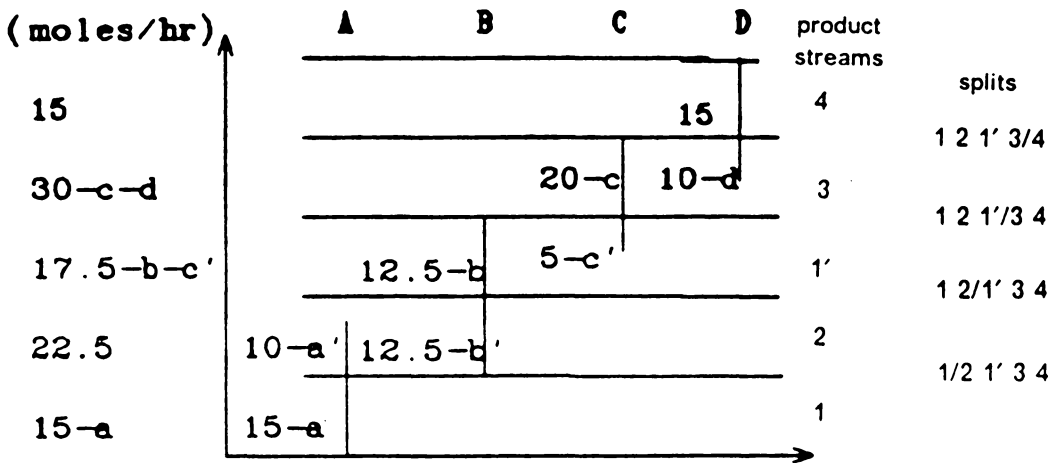 (moles/hr) A B C D product
streams
splits
15 15 4
1 2 1' 3/4
30-c-d 20-c 10-d 3
1 2 1'/3 4
17.5-b-c' 12.5-b 5-c' 1'
1 2/1' 3 4
22.5 10-a' 12.5-b' 2
1/2 1' 3 4
15-a 15-a 1